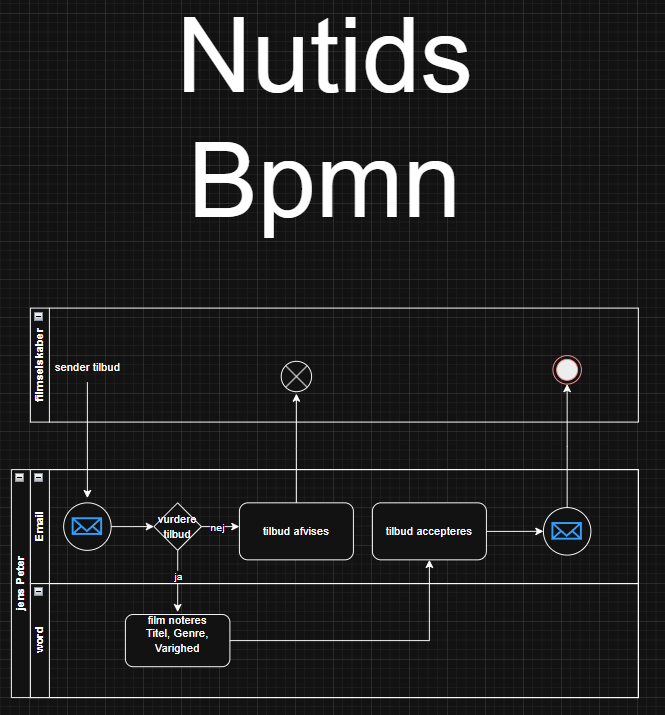 Nutids
Bpmn
filmselskaber
sender tilbud
jens Peter
Email
vurdere
tilbud
nej
tilbud afvises
tilbud accepteres
ja
word
film noteres
Titel, Genre,
Varighed